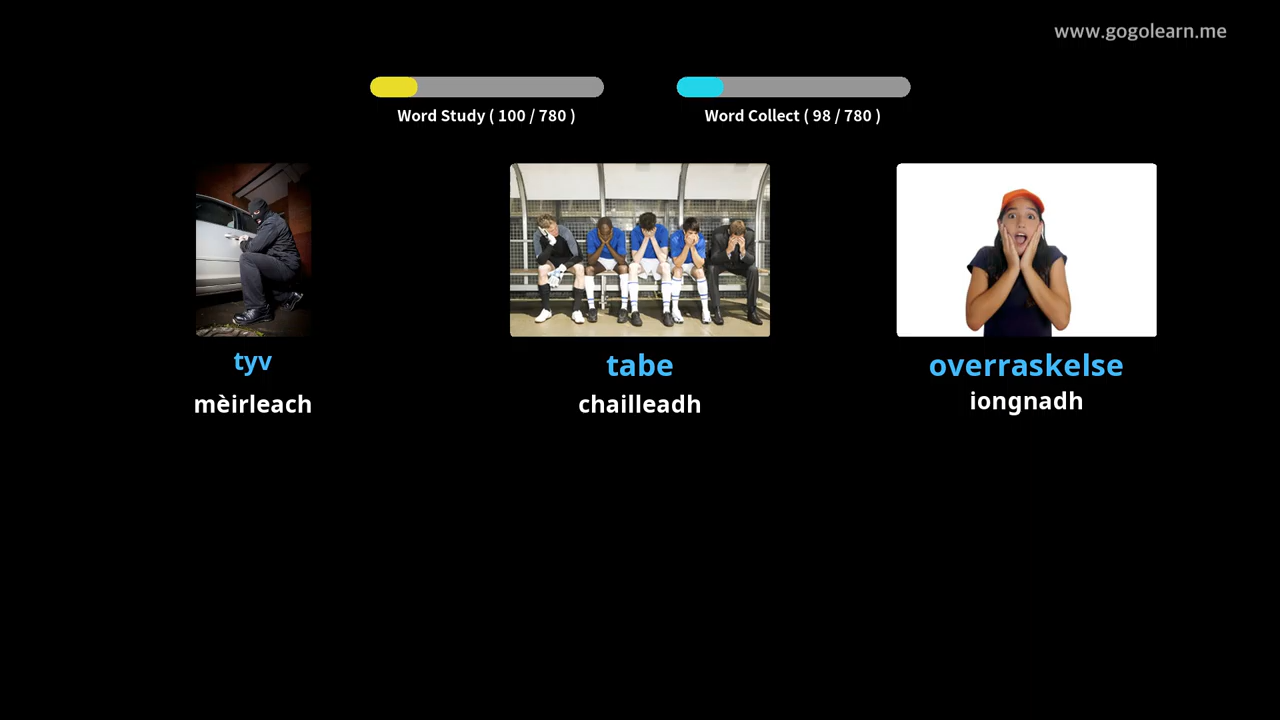 www.gogolearn.me
Word Study ( 100 / 780 )
Word Collect ( 98 / 780 )
tyv
mèirleach
tabe
chailleadh
overraskelse
iongnadh